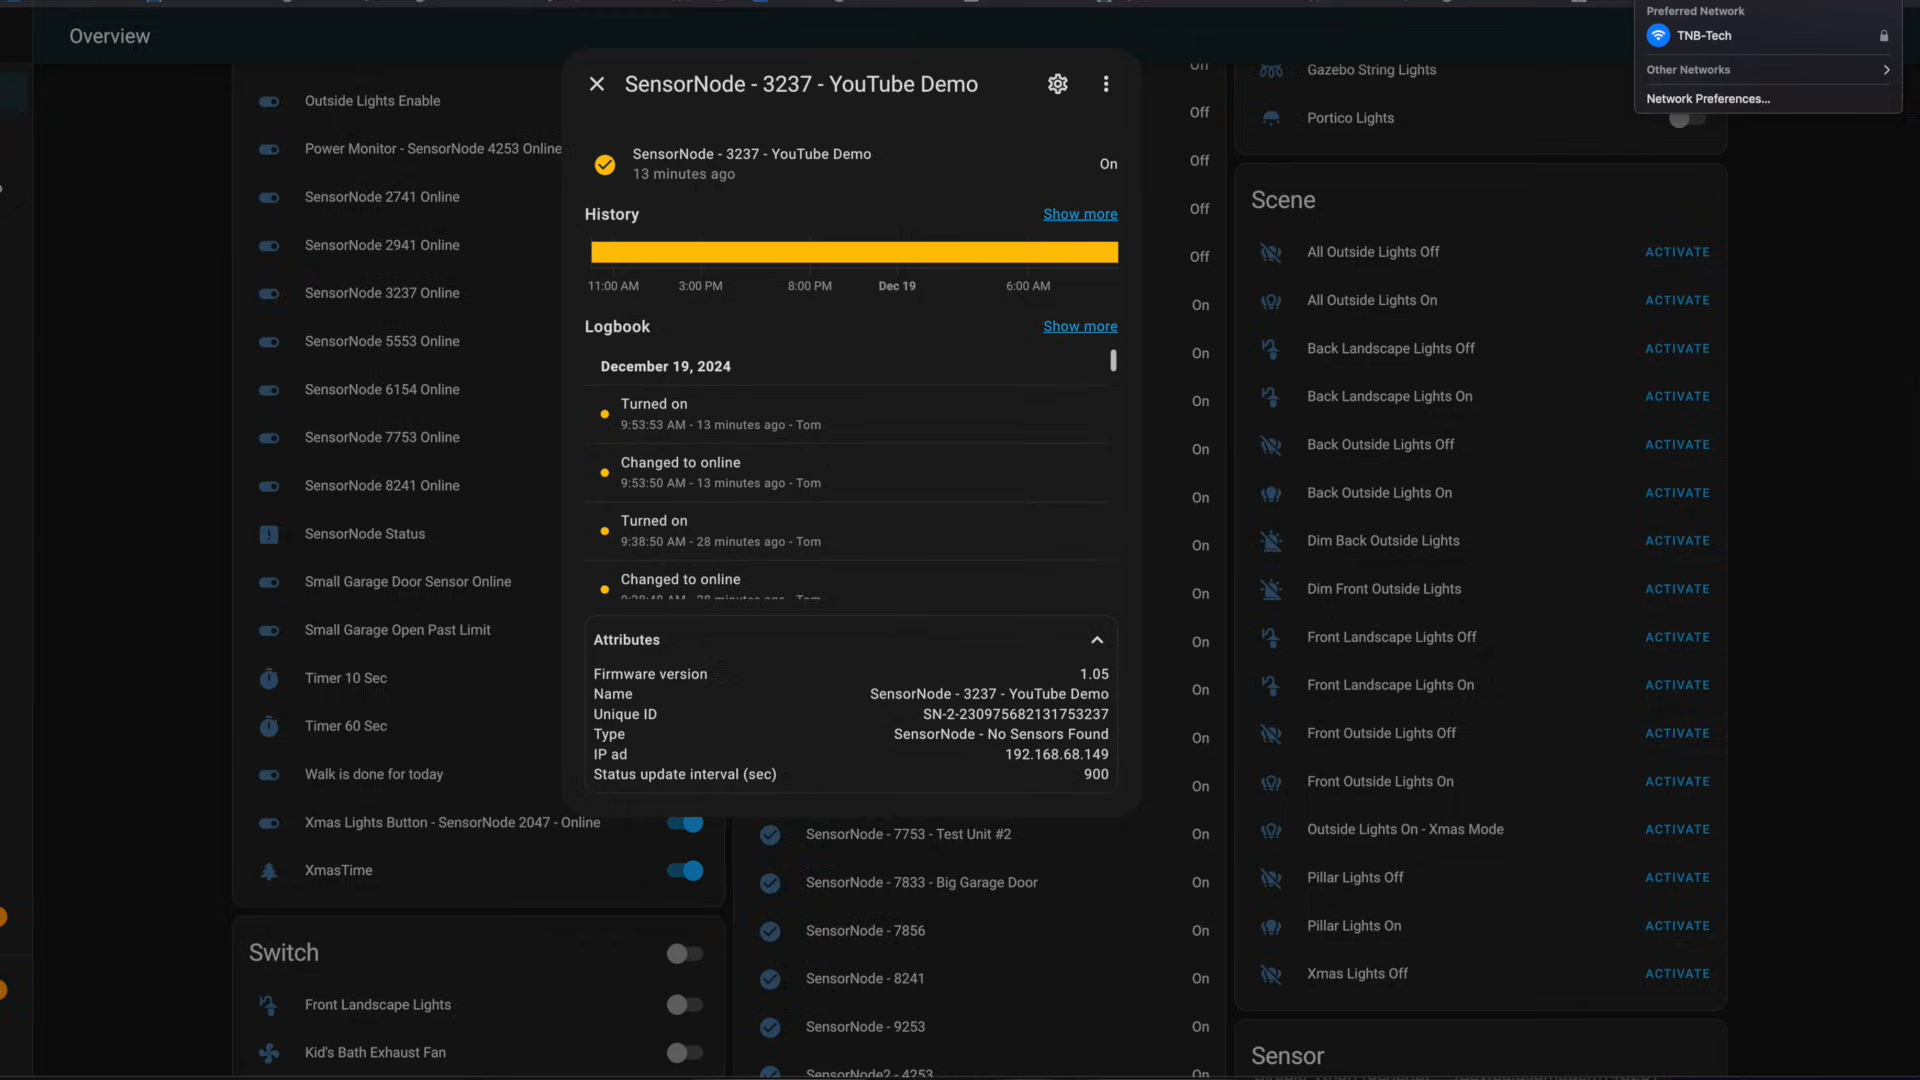 Overview
Preferred Network
TNB-Tech
Other Networks
Network Preferences...
Outside Lights Enable
Power Monitor - SensorNode 4253 Online
SensorNode 2741 Online
SensorNode 2941 Online
SensorNode 3237 Online
SensorNode 5553 Online
SensorNode 6154 Online
SensorNode 7753 Online
SensorNode 8241 Online
SensorNode Status
Small Garage Door Sensor Online
Small Garage Open Past Limit
Timer 10 Sec
Timer 60 Sec
Walk is done for today
Xmas Lights Button - SensorNode 2047 - Online
XmasTime
Switch
Front Landscape Lights
Kid's Bath Exhaust Fan
SensorNode - 3237 - YouTube Demo
SensorNode - 3237 - YouTube Demo
13 minutes ago
On
History
Show more
11:00 AM 3:00 PM 8:00 PM Dec 19 6:00 AM
Logbook
Show more
December 19, 2024
Turned on
9:53:53 AM - 13 minutes ago - Tom
Changed to online
9:53:50 AM - 13 minutes ago - Tom
Turned on
9:38:50 AM - 28 minutes ago - Tom
Changed to online
9:38:48 AM - 28 minutes ago - Tom
Attributes
Firmware version 1.05
Name SensorNode - 3237 - YouTube Demo
Unique ID SN-2-230975682131753237
Type SensorNode - No Sensors Found
IP ad 192.168.68.149
Status update interval (sec) 900
Off
Off
Off
Off
Off
On
On
On
On
On
On
On
On
On
On
On
SensorNode - 7753 - Test Unit #2 On
SensorNode - 7833 - Big Garage Door On
SensorNode - 7856 On
SensorNode - 8241 On
SensorNode - 9253 On
SensorNode2 - 4253 On
Gazebo String Lights
Portico Lights
Scene
All Outside Lights Off ACTIVATE
All Outside Lights On ACTIVATE
Back Landscape Lights Off ACTIVATE
Back Landscape Lights On ACTIVATE
Back Outside Lights Off ACTIVATE
Back Outside Lights On ACTIVATE
Dim Back Outside Lights ACTIVATE
Dim Front Outside Lights ACTIVATE
Front Landscape Lights Off ACTIVATE
Front Landscape Lights On ACTIVATE
Front Outside Lights Off ACTIVATE
Front Outside Lights On ACTIVATE
Outside Lights On - Xmas Mode ACTIVATE
Pillar Lights Off ACTIVATE
Pillar Lights On ACTIVATE
Xmas Lights Off ACTIVATE
Sensor